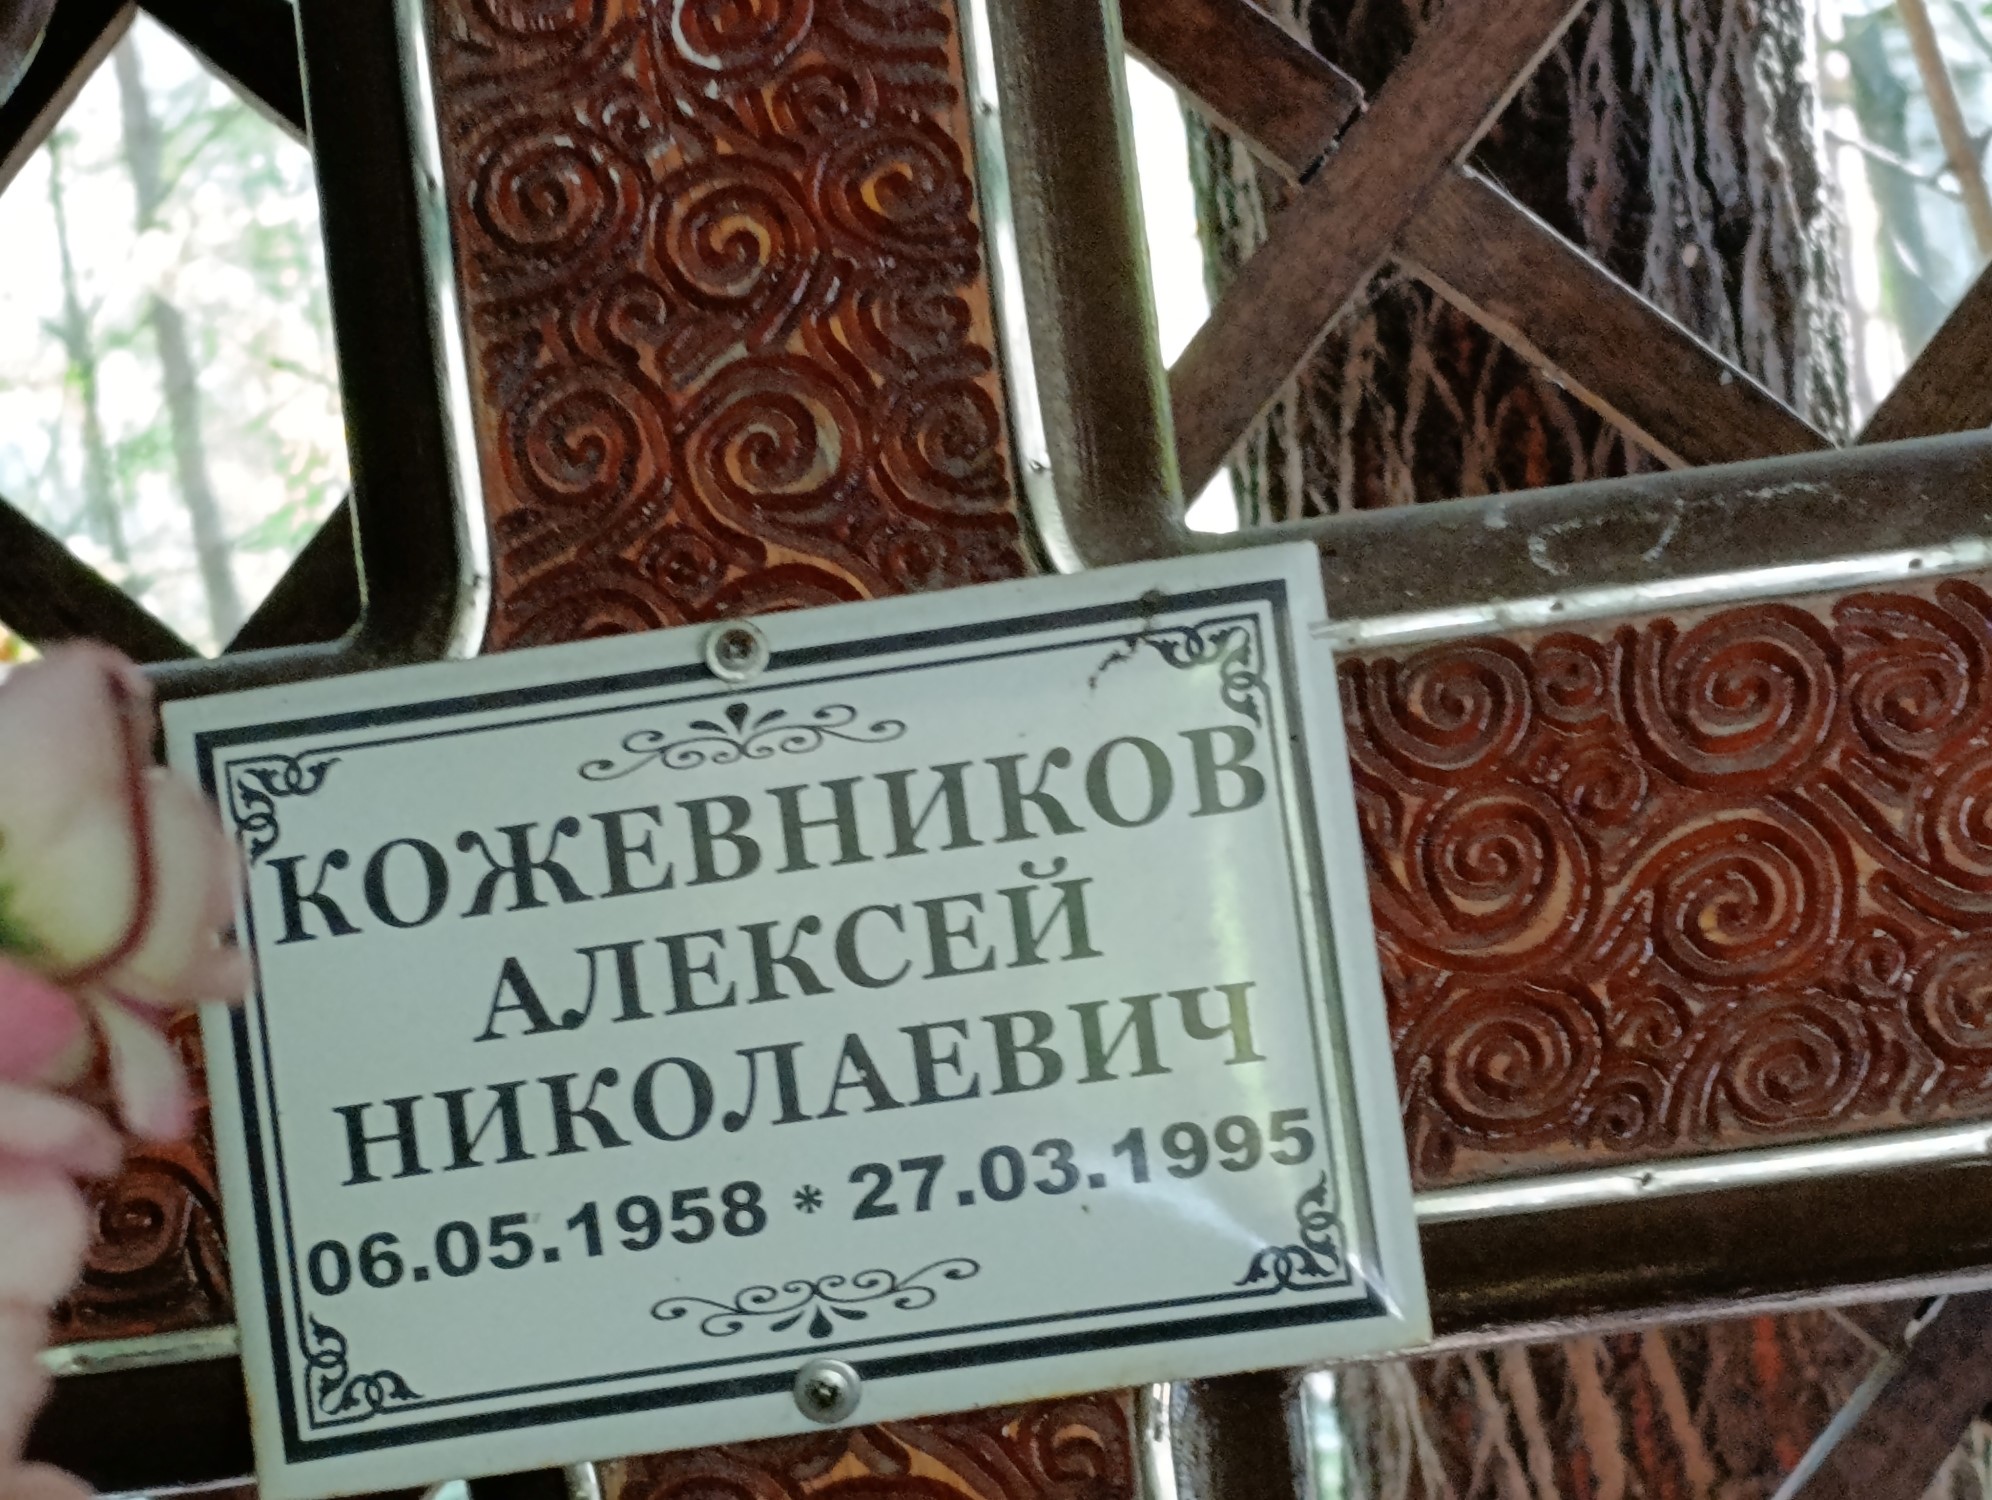 КОЖЕВНИКОВ
АЛЕКСЕЙ
НИКОЛАЕВИЧ
06.05.1958 * 27.03.1995